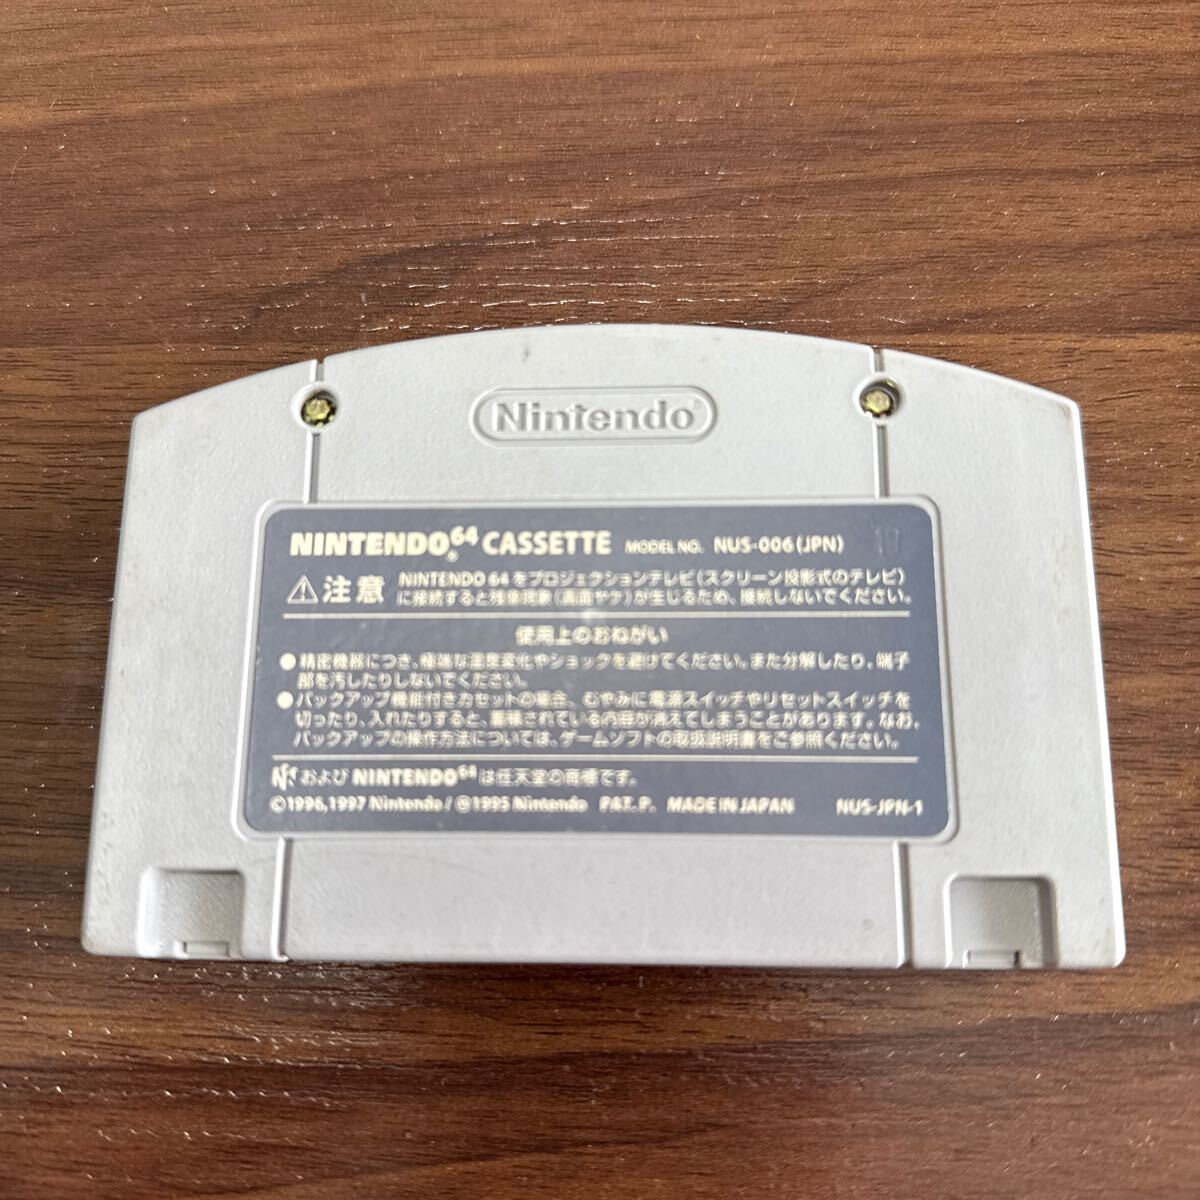 Nintendo®
NINTENDO64® CASSETTE MODEL NO. NUS-006(JPN)
⚠注意 NINTENDO 64 をプロジェクションテレビ(スクリーン投影式のテレビ)
に接続すると残像現象(画面ヤケ)が生じるため、接続しないでください。
使用上のおねがい
●精密機器につき、極端な温度変化やショックを避けてください。また分解したり、端子
部を汚したりしないでください。
●バックアップ機能付きカセットの場合、むやみに電源スイッチやリセットスイッチを
切ったり、入れたりすると、蓄積されている内容が消えてしまうことがあります。なお、
バックアップの操作方法については、ゲームソフトの取扱説明書をご参照ください。
および NINTENDO64 は任天堂の商標です。
©1996,1997 Nintendo/Ⓜ1995 Nintendo PAT. P. MADE IN JAPAN NUS-JPN-1